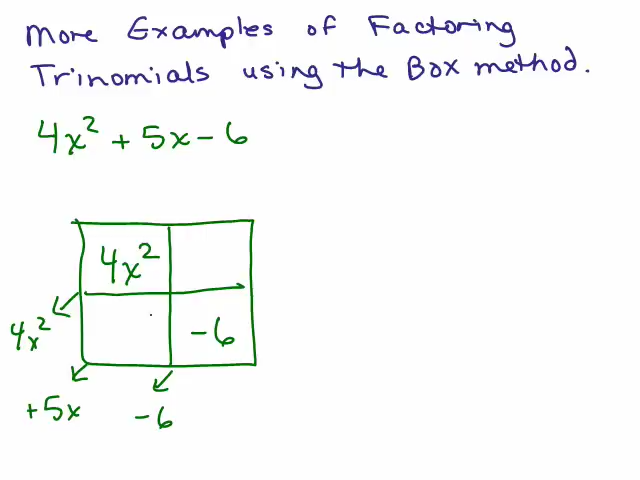 More Examples of Factoring
Trinomials using the Box method.
4x² + 5x - 6
4x²
- 6
4x²
+5x
- 6